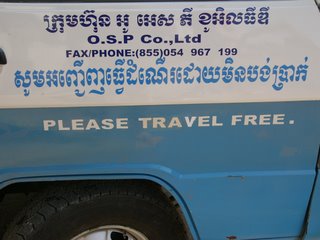 ក្រុមហ៊ុន អូ អេស ភី ខូអិលធីឌី
O.S.P Co.,Ltd
FAX/PHONE:(855)054 967 199
សូមអញ្ជើញធ្វើដំណើរដោយមិនបង់ប្រាក់
PLEASE TRAVEL FREE.